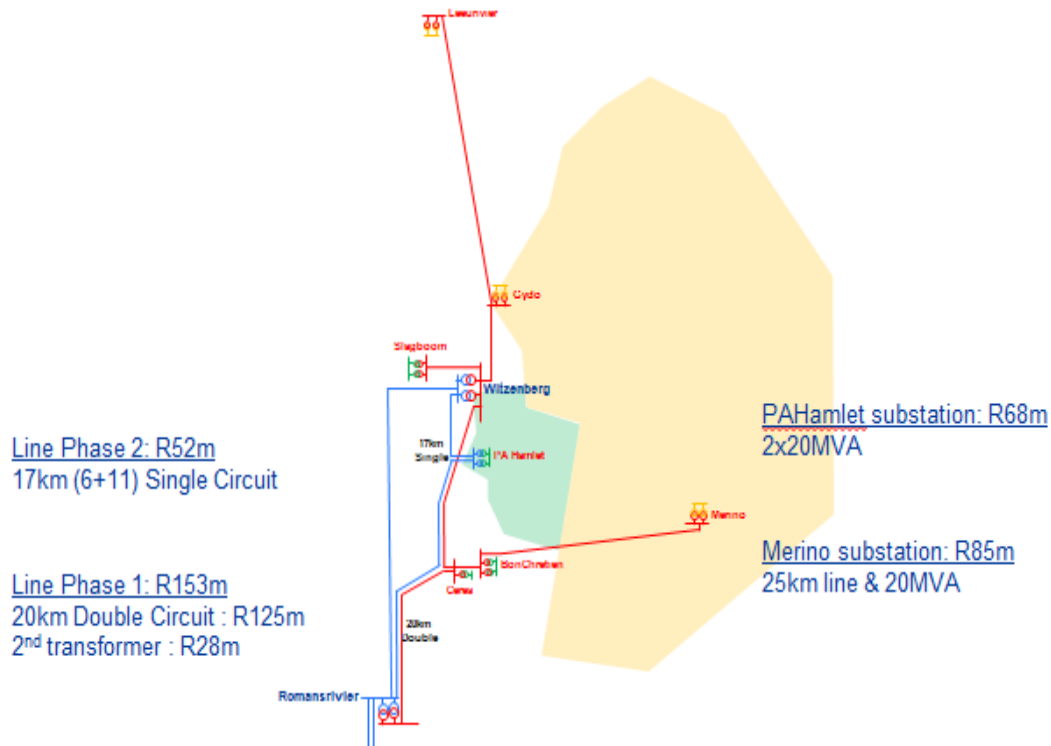 Leeuwvier
Gydo
Slagboom
Witzenberg
17km
Single
PA Hamlet
PAHamlet substation: R68m
2x20MVA
Line Phase 2: R52m
17km (6+11) Single Circuit
Merino
BonChretien
Ceres
Merino substation: R85m
25km line & 20MVA
Line Phase 1: R153m
20km Double Circuit : R125m
2nd transformer : R28m
20km
Double
Romansrivier